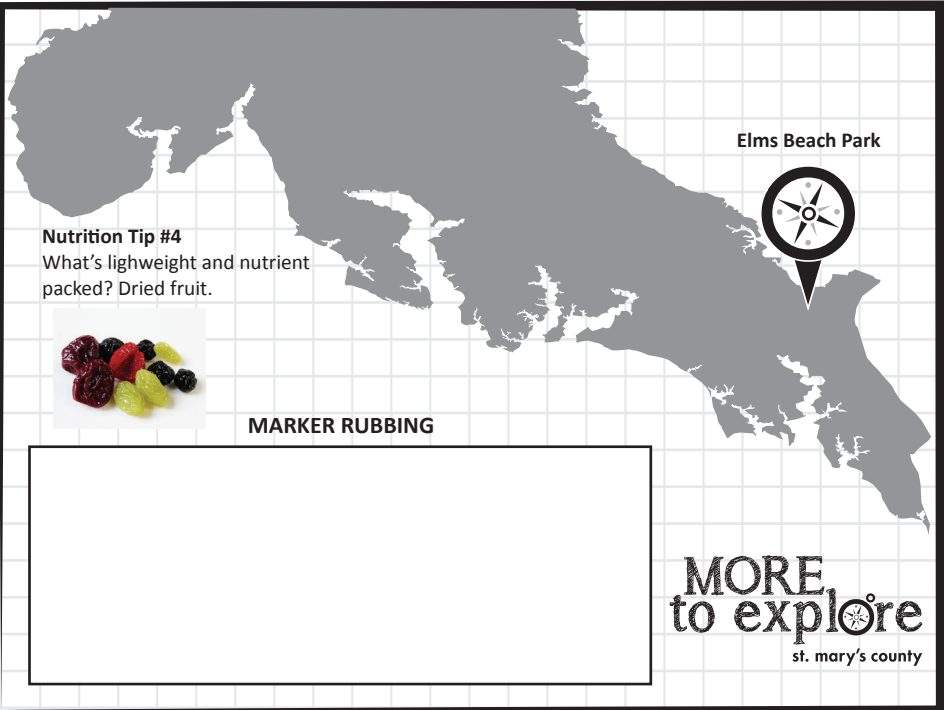 Elms Beach Park
Nutrition Tip #4
What's lighweight and nutrient
packed? Dried fruit.
MARKER RUBBING
MORE
to explore
st. mary's county